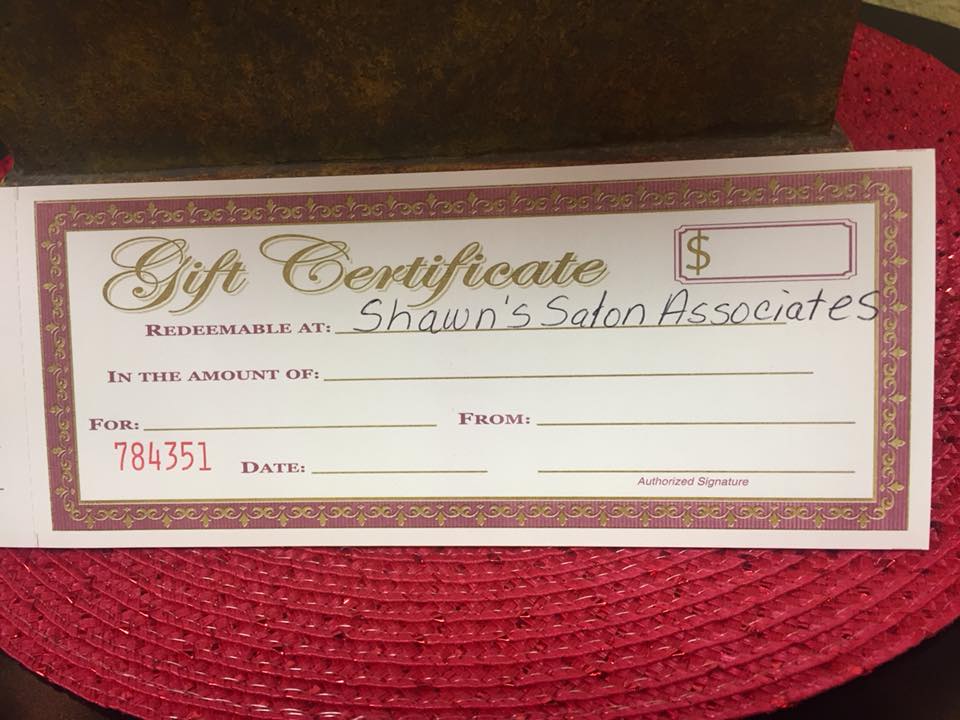 Gift Certificate $
REDEEMABLE AT: Shawn's Salon Associates
IN THE AMOUNT OF:
FOR: FROM:
784351 DATE:
Authorized Signature